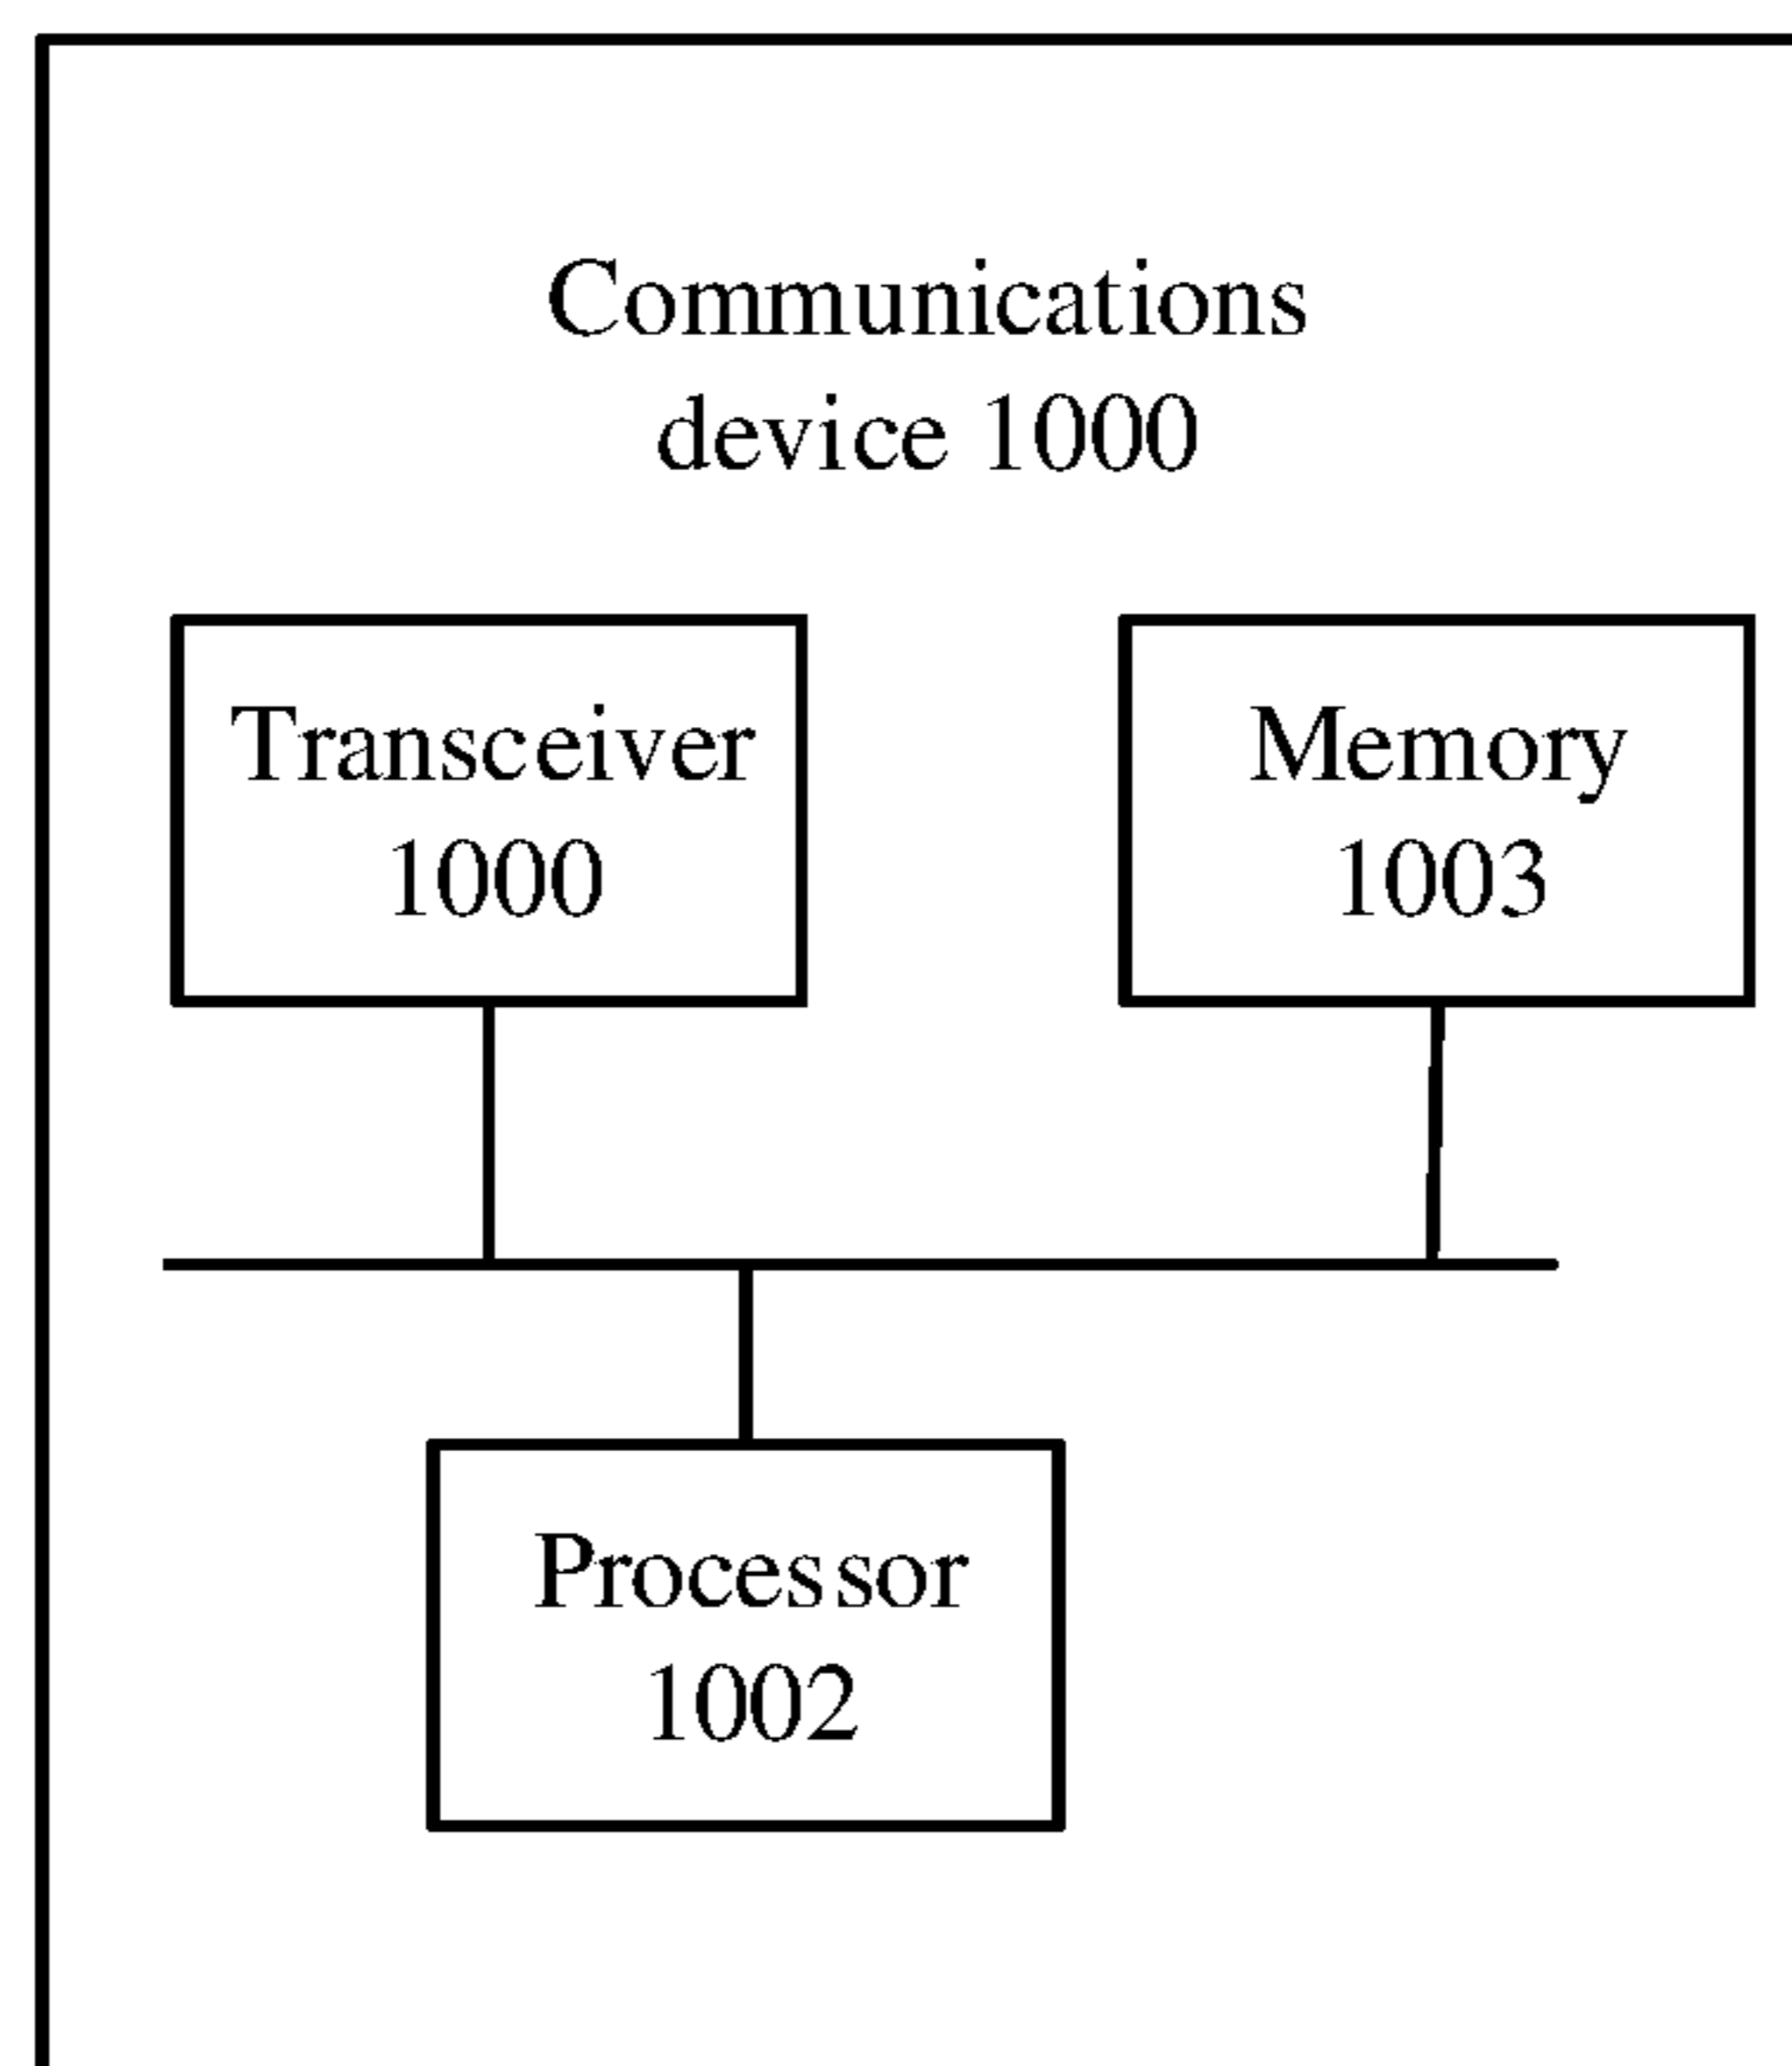 Communications
device 1000
Transceiver
1000
Memory
1003
Processor
1002